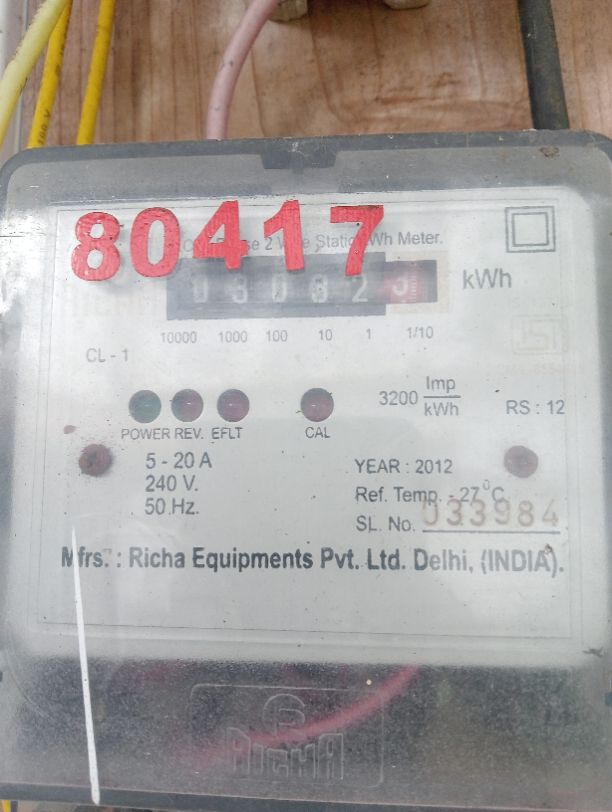 80417
2 Wire Static Wh Meter.
03082
kWh
10000 1000 100 10 1 1/10
CL - 1
3200 Imp/kWh
RS : 12
POWER REV. EFLT CAL
5 - 20 A
240 V.
50 Hz.
YEAR : 2012
Ref. Temp. - 27°C
SL. No. 033984
Mfrs. : Richa Equipments Pvt. Ltd. Delhi, (INDIA).
RICHA